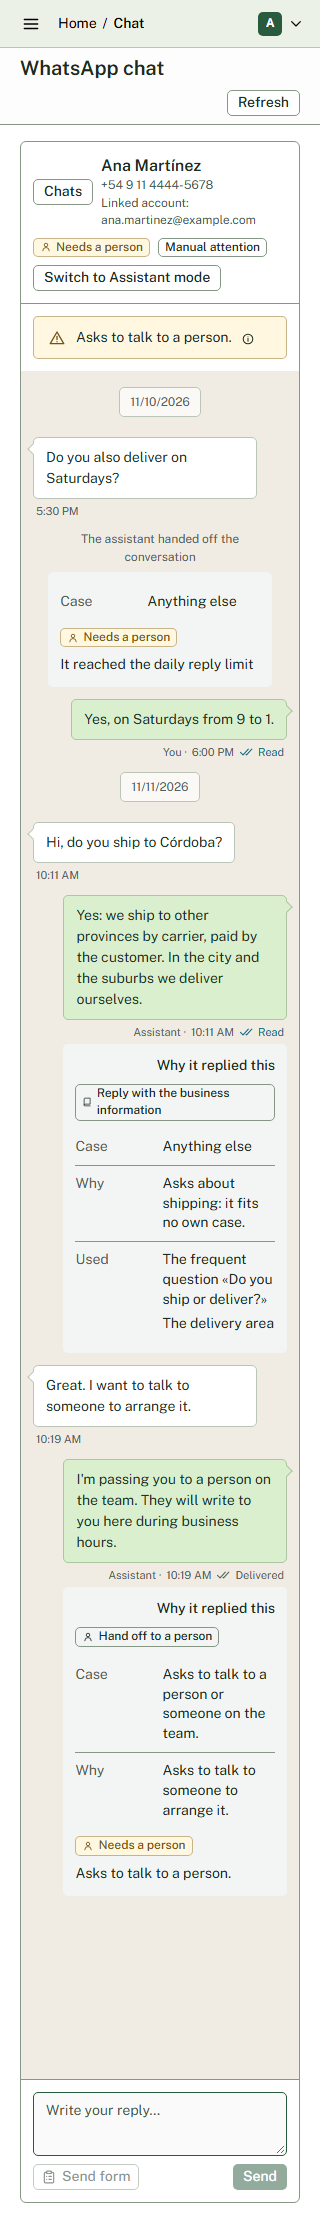 Home / Chat
A
WhatsApp chat
Refresh
Chats
Ana Martínez
+54 9 11 4444-5678
Linked account:
ana.martinez@example.com
Needs a person
Manual attention
Switch to Assistant mode
Asks to talk to a person.
11/10/2026
Do you also deliver on
Saturdays?
5:30 PM
The assistant handed off the
conversation
Case Anything else
Needs a person
It reached the daily reply limit
Yes, on Saturdays from 9 to 1.
You · 6:00 PM Read
11/11/2026
Hi, do you ship to Córdoba?
10:11 AM
Yes: we ship to other
provinces by carrier, paid by
the customer. In the city and
the suburbs we deliver
ourselves.
Assistant · 10:11 AM Read
Why it replied this
Reply with the business
information
Case Anything else
Why Asks about
shipping: it fits
no own case.
Used The frequent
question «Do you
ship or deliver?»
The delivery area
Great. I want to talk to
someone to arrange it.
10:19 AM
I'm passing you to a person on
the team. They will write to
you here during business
hours.
Assistant · 10:19 AM Delivered
Why it replied this
Hand off to a person
Case Asks to talk to a
person or
someone on the
team.
Why Asks to talk to
someone to
arrange it.
Needs a person
Asks to talk to a person.
Write your reply...
Send form
Send